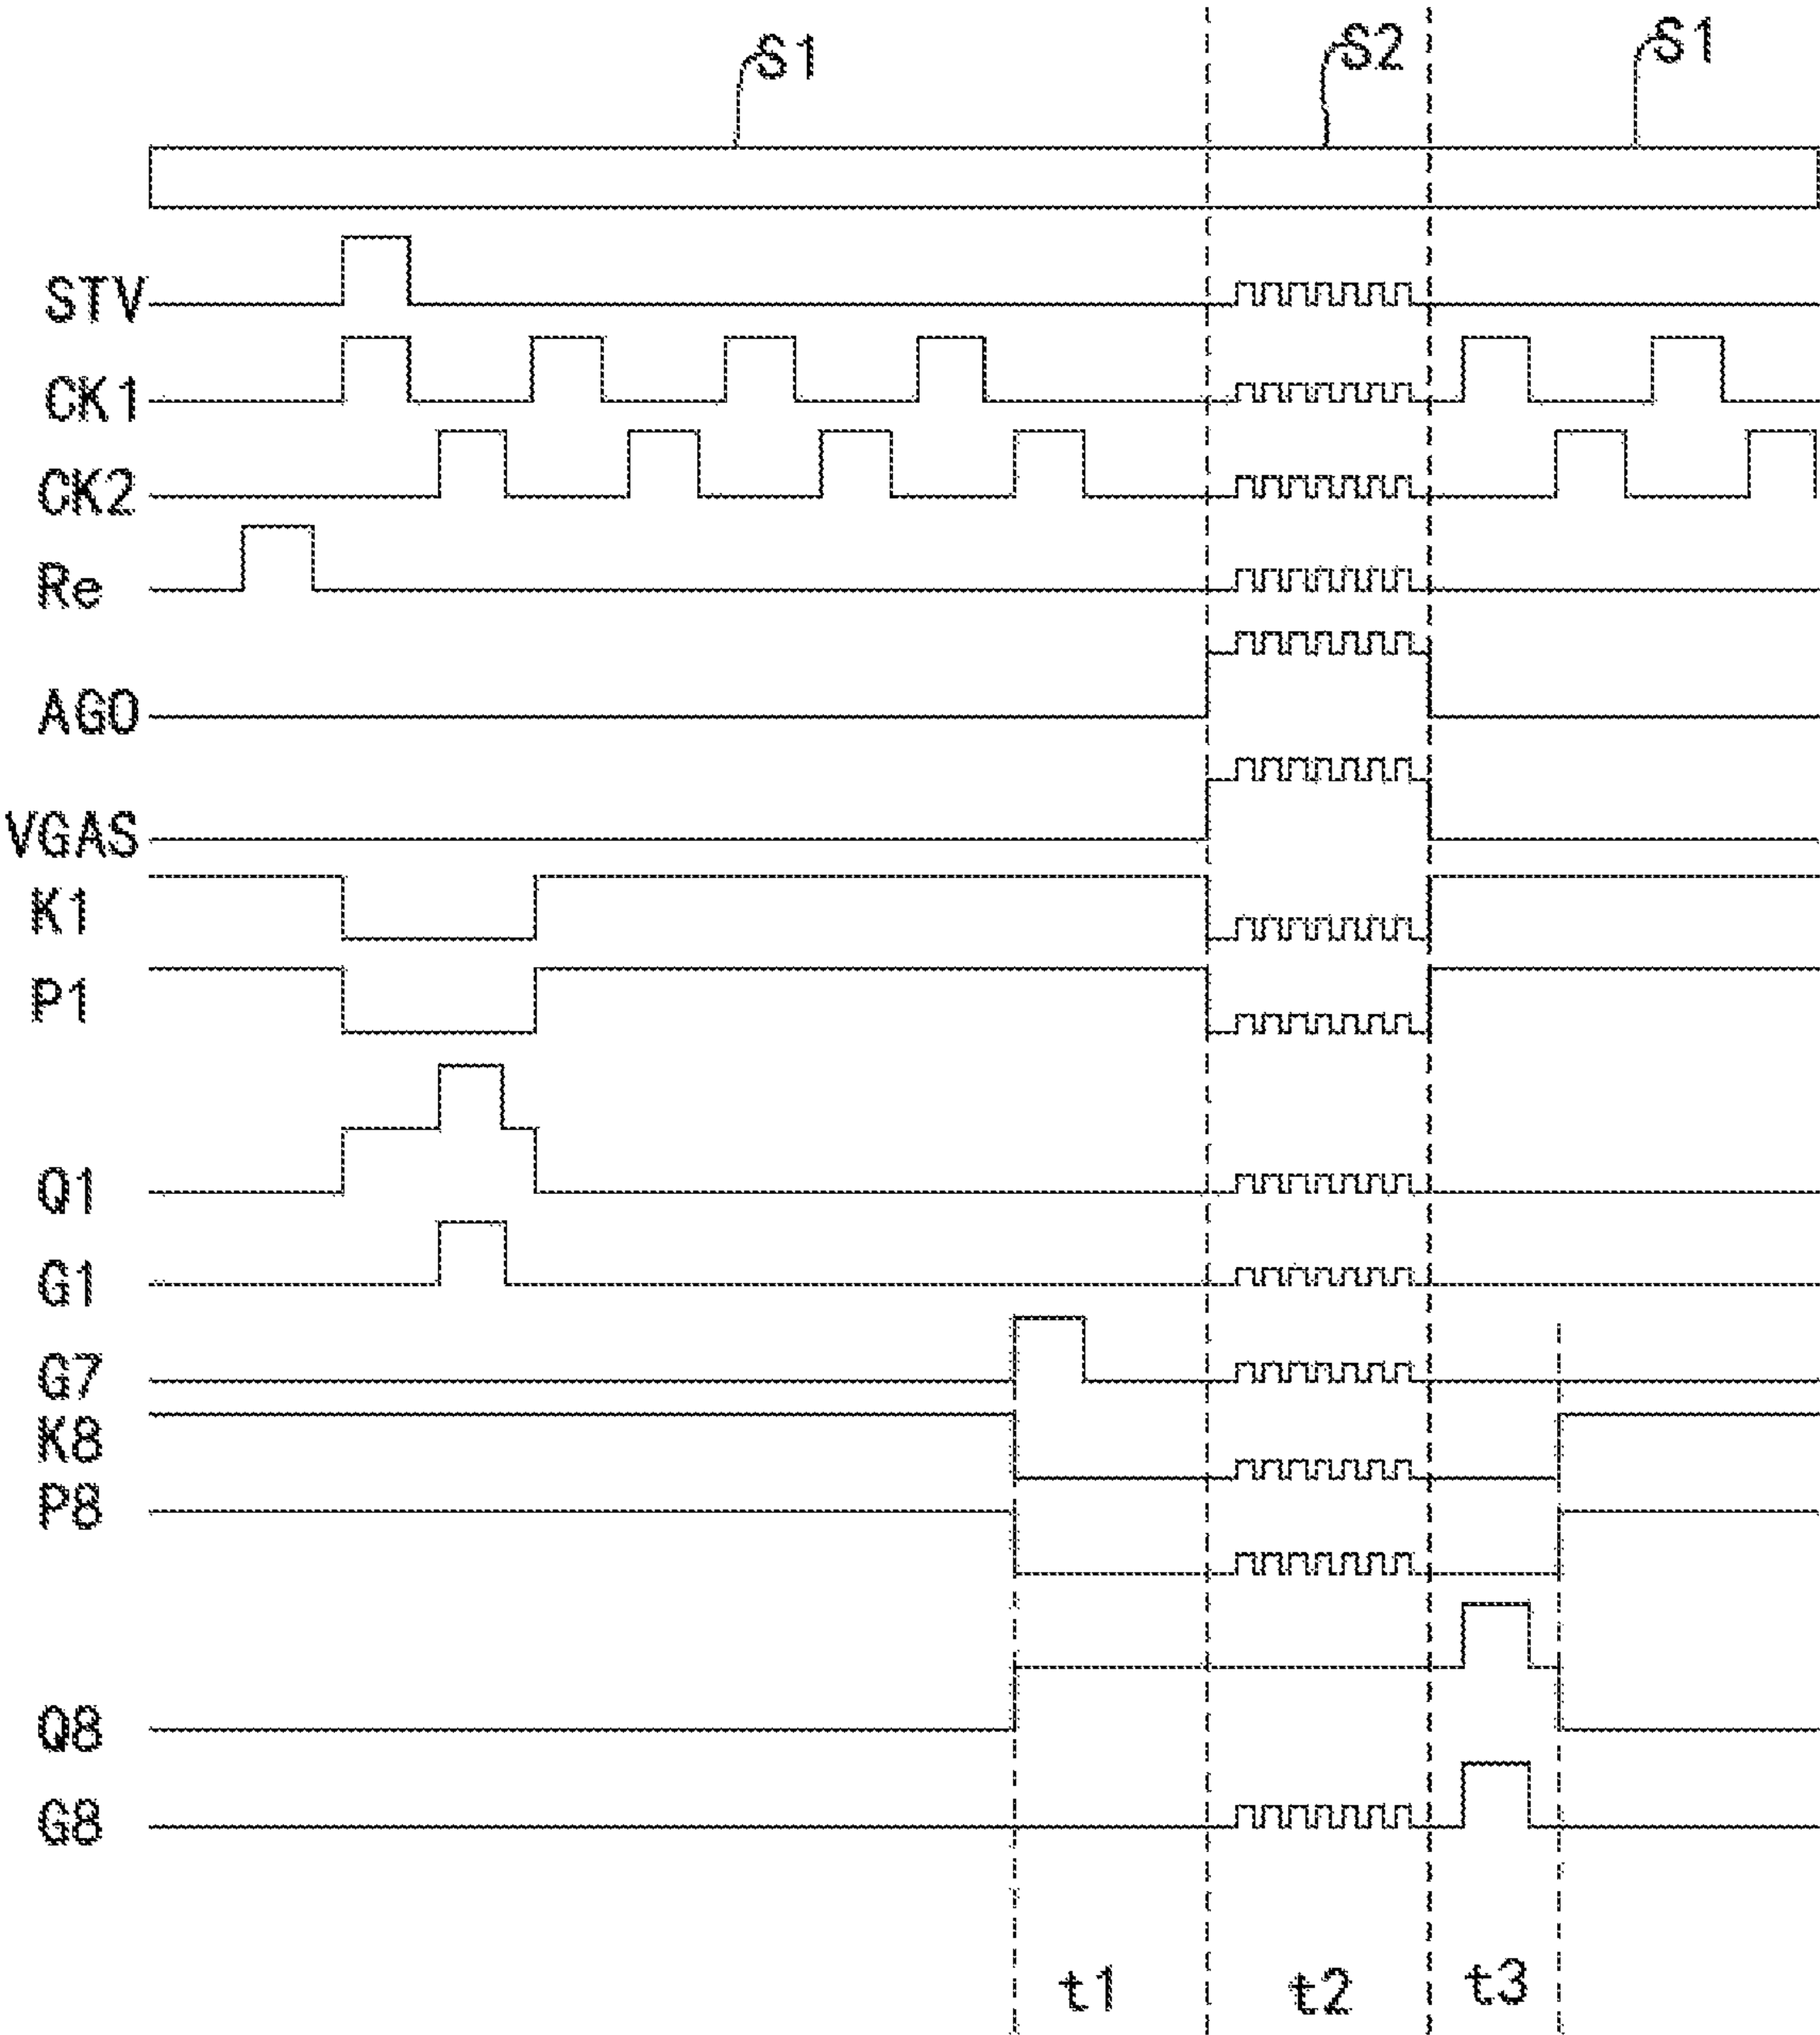 S1 S2 S1
STV
CK1
CK2
Re
AGO
VGAS
K1
P1
Q1
G1
G7
K8
P8
Q8
G8
t1 t2 t3